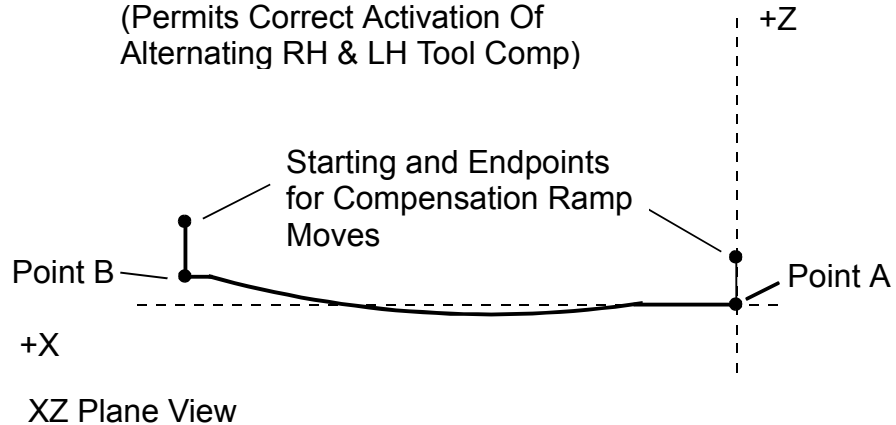 (Permits Correct Activation Of
Alternating RH & LH Tool Comp)
+Z
Starting and Endpoints
for Compensation Ramp
Moves
Point B
Point A
+X
XZ Plane View